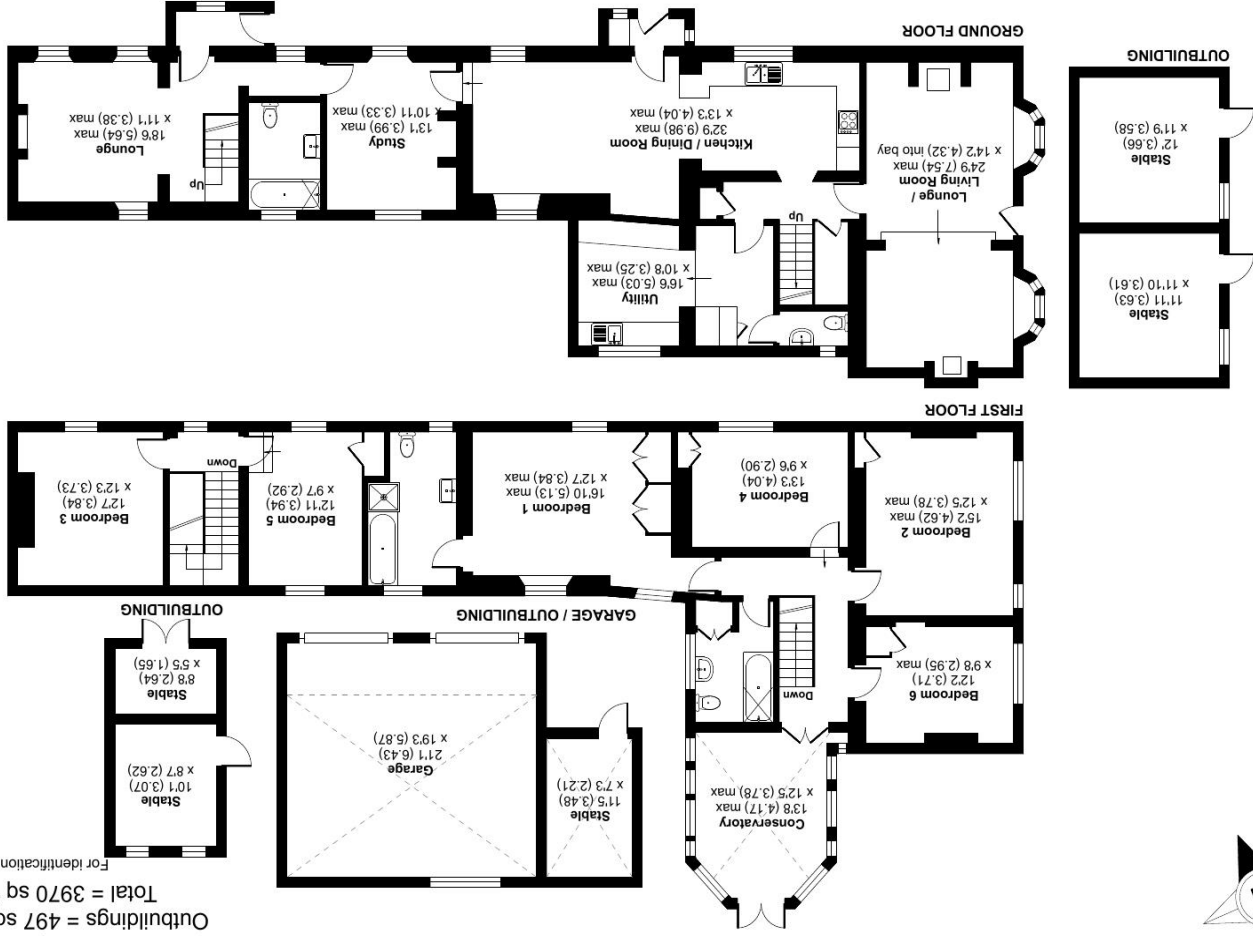 Outbuildings = 497 sq
Total = 3970 sq
For identification
Conservatory
13'8 (4.17) max
x 12'5 (3.78) max
Stable
11'5 (3.48)
x 7'3 (2.21)
Garage
21'1 (6.43)
x 19'3 (5.87)
Stable
10'1 (3.07)
x 8'7 (2.62)
Stable
8'8 (2.64)
x 5'5 (1.65)
Bedroom 6
12'2 (3.71)
x 9'8 (2.95) max
Down
GARAGE / OUTBUILDING
OUTBUILDING
Bedroom 2
15'2 (4.62) max
x 12'5 (3.78) max
Bedroom 4
13'3 (4.04)
x 9'6 (2.90)
Bedroom 1
16'10 (5.13) max
x 12'7 (3.84) max
Bedroom 5
12'11 (3.94)
x 9'7 (2.92)
Down
Bedroom 3
12'7 (3.84)
x 12'3 (3.73)
FIRST FLOOR
Stable
11'11 (3.63)
x 11'10 (3.61)
Stable
12' (3.66)
x 11'9 (3.58)
OUTBUILDING
Utility
16'6 (5.03) max
x 10'8 (3.25) max
Up
Lounge /
Living Room
24'9 (7.54) max
x 14'2 (4.32) into bay
Kitchen / Dining Room
32'9 (9.98) max
x 13'3 (4.04) max
Study
13'1 (3.99) max
x 10'11 (3.33) max
Up
Lounge
18'6 (5.64) max
x 11'1 (3.38) max
GROUND FLOOR